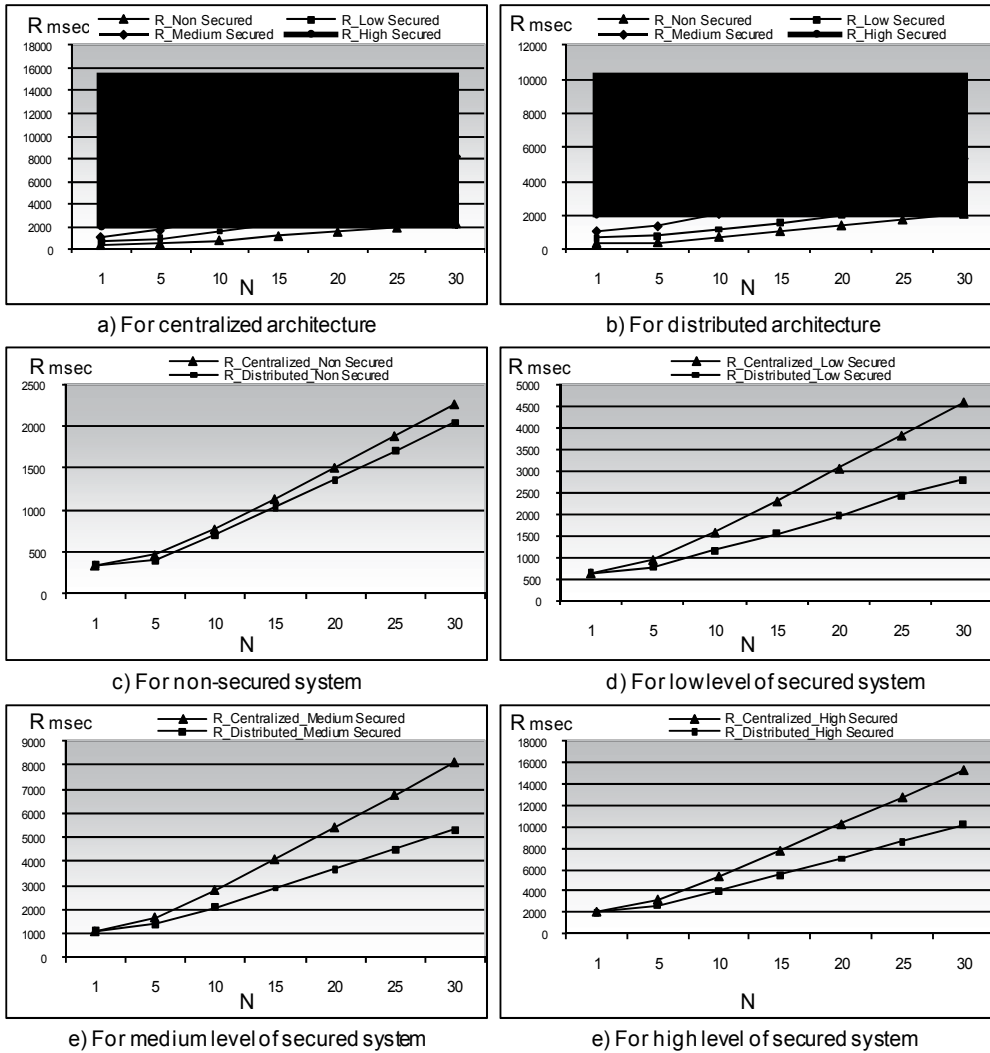 R msec
R_Non Secured R_Low Secured
R_Medium Secured R_High Secured
18000
16000
14000
12000
10000
8000
6000
4000
2000
0
1 5 10 15 20 25 30
N
a) For centralized architecture
R msec
R_Non Secured R_Low Secured
R_Medium Secured R_High Secured
12000
10000
8000
6000
4000
2000
0
1 5 10 15 20 25 30
N
b) For distributed architecture
R msec
R_Centralized_Non Secured
R_Distributed_Non Secured
2500
2000
1500
1000
500
0
1 5 10 15 20 25 30
N
c) For non-secured system
R msec
R_Centralized_Low Secured
R_Distributed_Low Secured
5000
4500
4000
3500
3000
2500
2000
1500
1000
500
0
1 5 10 15 20 25 30
N
d) For low level of secured system
R msec
R_Centralized_Medium Secured
R_Distributed_Medium Secured
9000
8000
7000
6000
5000
4000
3000
2000
1000
0
1 5 10 15 20 25 30
N
e) For medium level of secured system
R msec
R_Centralized_High Secured
R_Distributed_High Secured
18000
16000
14000
12000
10000
8000
6000
4000
2000
0
1 5 10 15 20 25 30
N
e) For high level of secured system